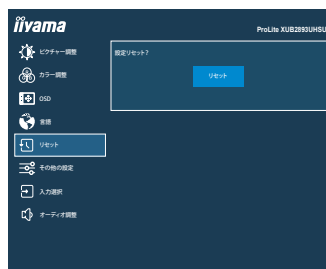 iiyama
ProLite XUB2893UHSU
ピクチャー調整
設定リセット?
カラー調整
リセット
OSD
言語
リセット
その他の設定
入力選択
オーディオ調整